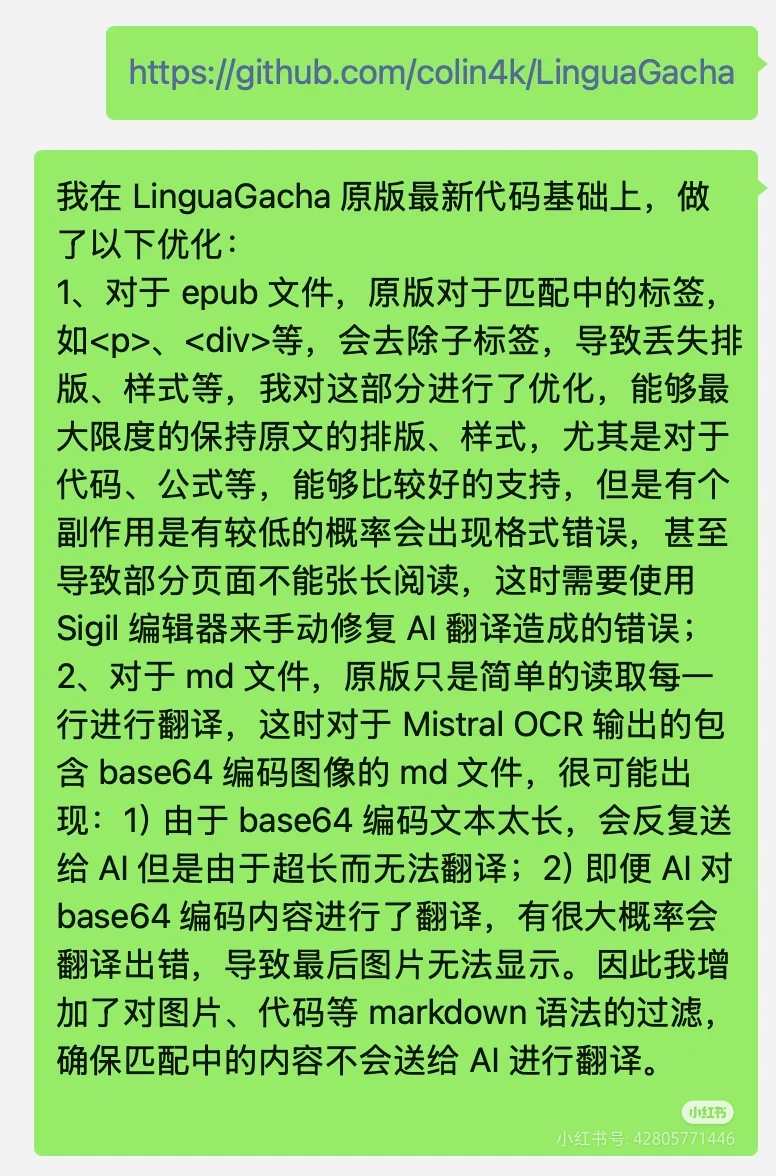 https://github.com/colin4k/LinguaGacha
我在 LinguaGacha 原版最新代码基础上，做
了以下优化：
1、对于 epub 文件，原版对于匹配中的标签，
如<p>、<div>等，会去除子标签，导致丢失排
版、样式等，我对这部分进行了优化，能够最
大限度的保持原文的排版、样式，尤其是对于
代码、公式等，能够比较好的支持，但是有个
副作用是有较低的概率会出现格式错误，甚至
导致部分页面不能张长阅读，这时需要使用
Sigil 编辑器来手动修复 AI 翻译造成的错误；
2、对于 md 文件，原版只是简单的读取每一
行进行翻译，这时对于 Mistral OCR 输出的包
含 base64 编码图像的 md 文件，很可能出
现：1) 由于 base64 编码文本太长，会反复送
给 AI 但是由于超长而无法翻译；2) 即便 AI 对
base64 编码内容进行了翻译，有很大概率会
翻译出错，导致最后图片无法显示。因此我增
加了对图片、代码等 markdown 语法的过滤，
确保匹配中的内容不会送给 AI 进行翻译。
小红书
小红书号: 42805771446